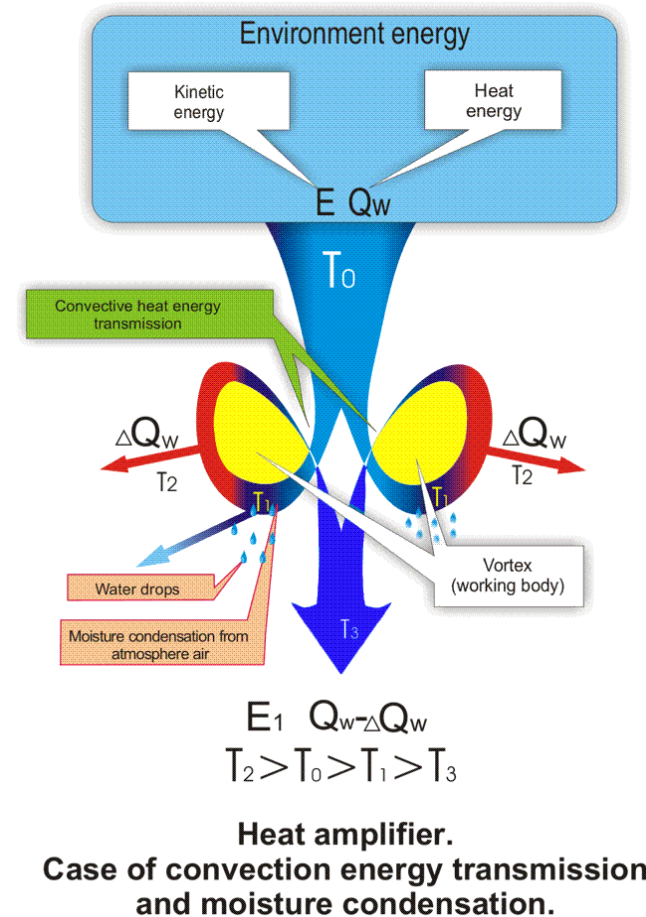 Environment energy
Kinetic
energy
Heat
energy
E Qw
T0
Convective heat energy
transmission
△Qw
T2
△Qw
T2
T1
T1
Water drops
Vortex
(working body)
Moisture condensation from
atmosphere air
T3
E1 Qw-△Qw
T2>T0>T1>T3
Heat amplifier.
Case of convection energy transmission
and moisture condensation.